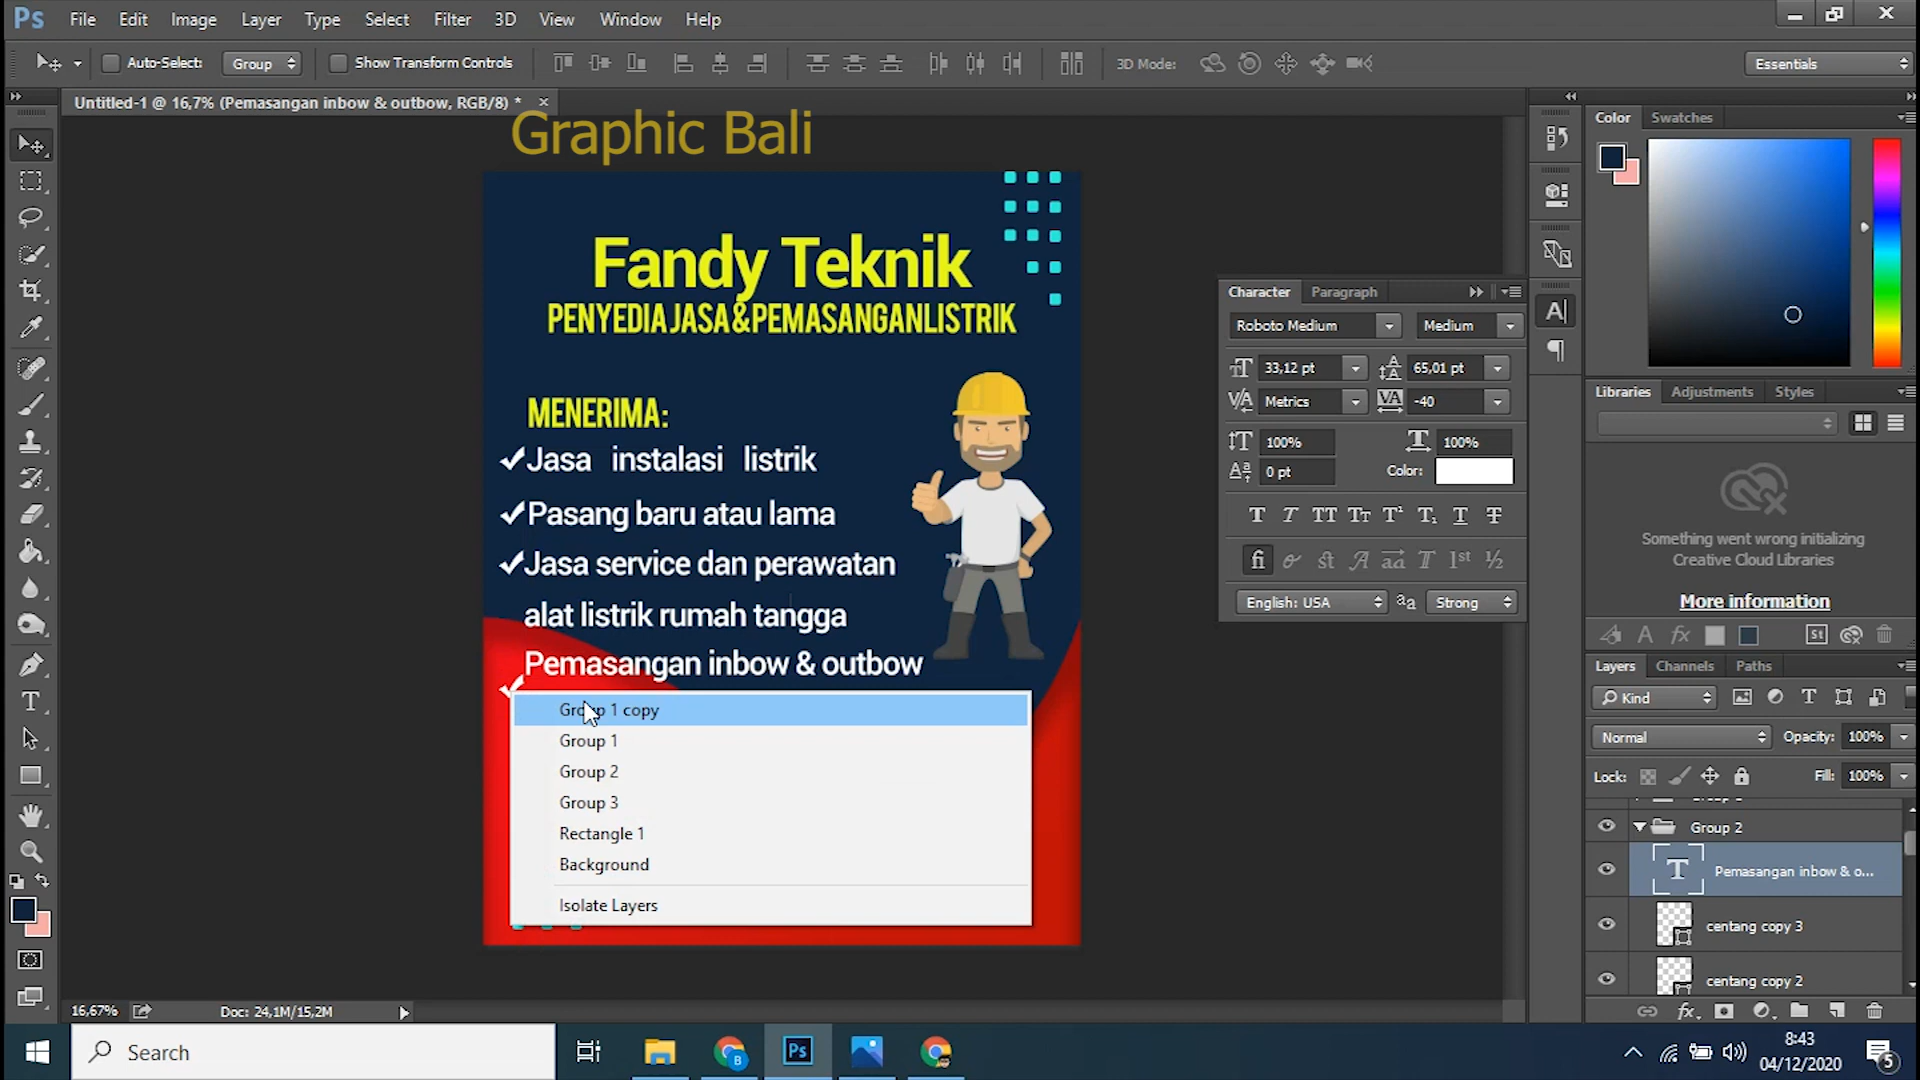 Ps File Edit Image Layer Type Select Filter 3D View Window Help
Auto-Select: Group Show Transform Controls 3D Mode: Essentials
Untitled-1 @ 16,7% (Pemasangan inbow & outbow, RGB/8) * ×
Graphic Bali
Fandy Teknik
PENYEDIA JASA & PEMASANGAN LISTRIK
MENERIMA:
Jasa instalasi listrik
Pasang baru atau lama
Jasa service dan perawatan
alat listrik rumah tangga
Pemasangan inbow & outbow
Group 1 copy
Group 1
Group 2
Group 3
Rectangle 1
Background
Isolate Layers
Character Paragraph
Roboto Medium Medium
33,12 pt 65,01 pt
Metrics -40
100% 100%
0 pt Color:
English: USA aa Strong
Color Swatches
Libraries Adjustments Styles
Something went wrong initializing
Creative Cloud Libraries
More information
Layers Channels Paths
Kind
Normal Opacity: 100%
Lock: Fill: 100%
Group 2
Pemasangan inbow & o...
centang copy 3
centang copy 2
16,67% Doc: 24,1M/15,2M
Search
8:43
04/12/2020
5